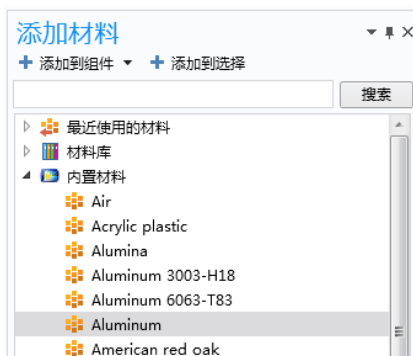 添加材料
添加到组件 添加到选择
搜索
最近使用的材料
材料库
内置材料
Air
Acrylic plastic
Alumina
Aluminum 3003-H18
Aluminum 6063-T83
Aluminum
American red oak